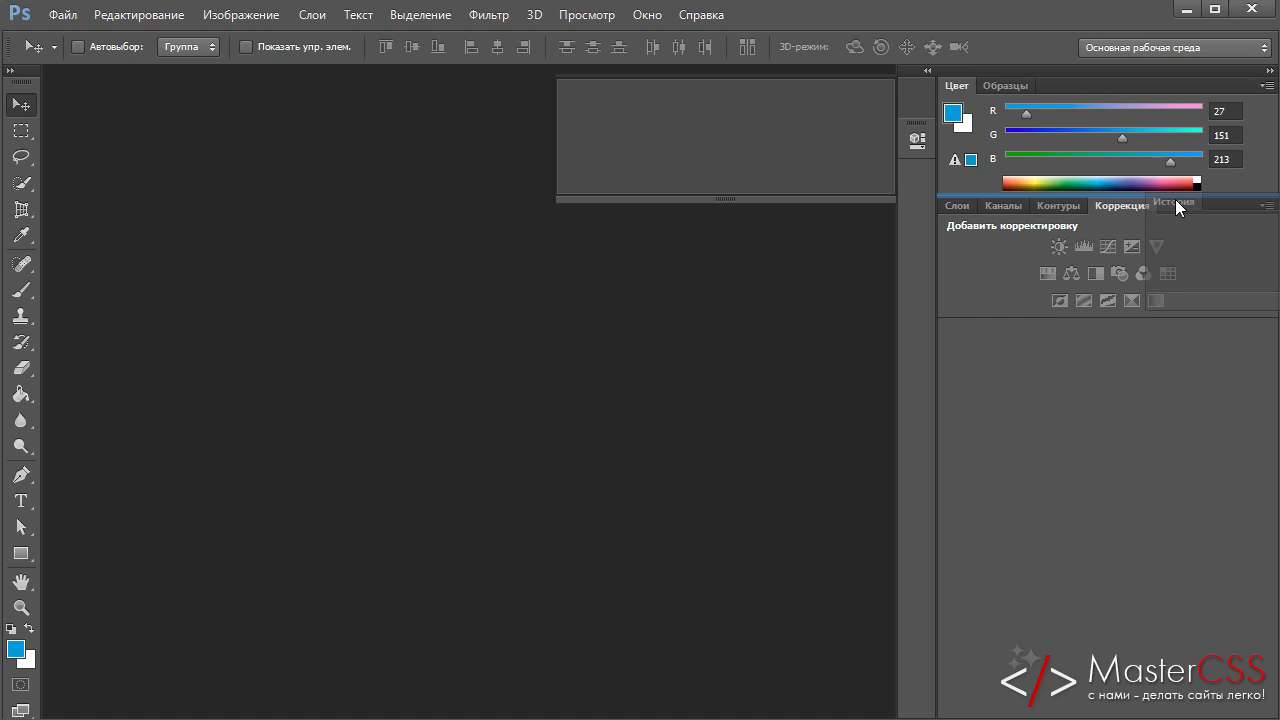 Ps Файл Редактирование Изображение Слои Текст Выделение Фильтр 3D Просмотр Окно Справка
Автовыбор: Группа Показать упр. элем. 3D-режим: Основная рабочая среда
Цвет Образцы
R 27
G 151
B 213
Слои Каналы Контуры Коррекция История
Добавить корректировку
</> MasterCSS
с нами - делать сайты легко!